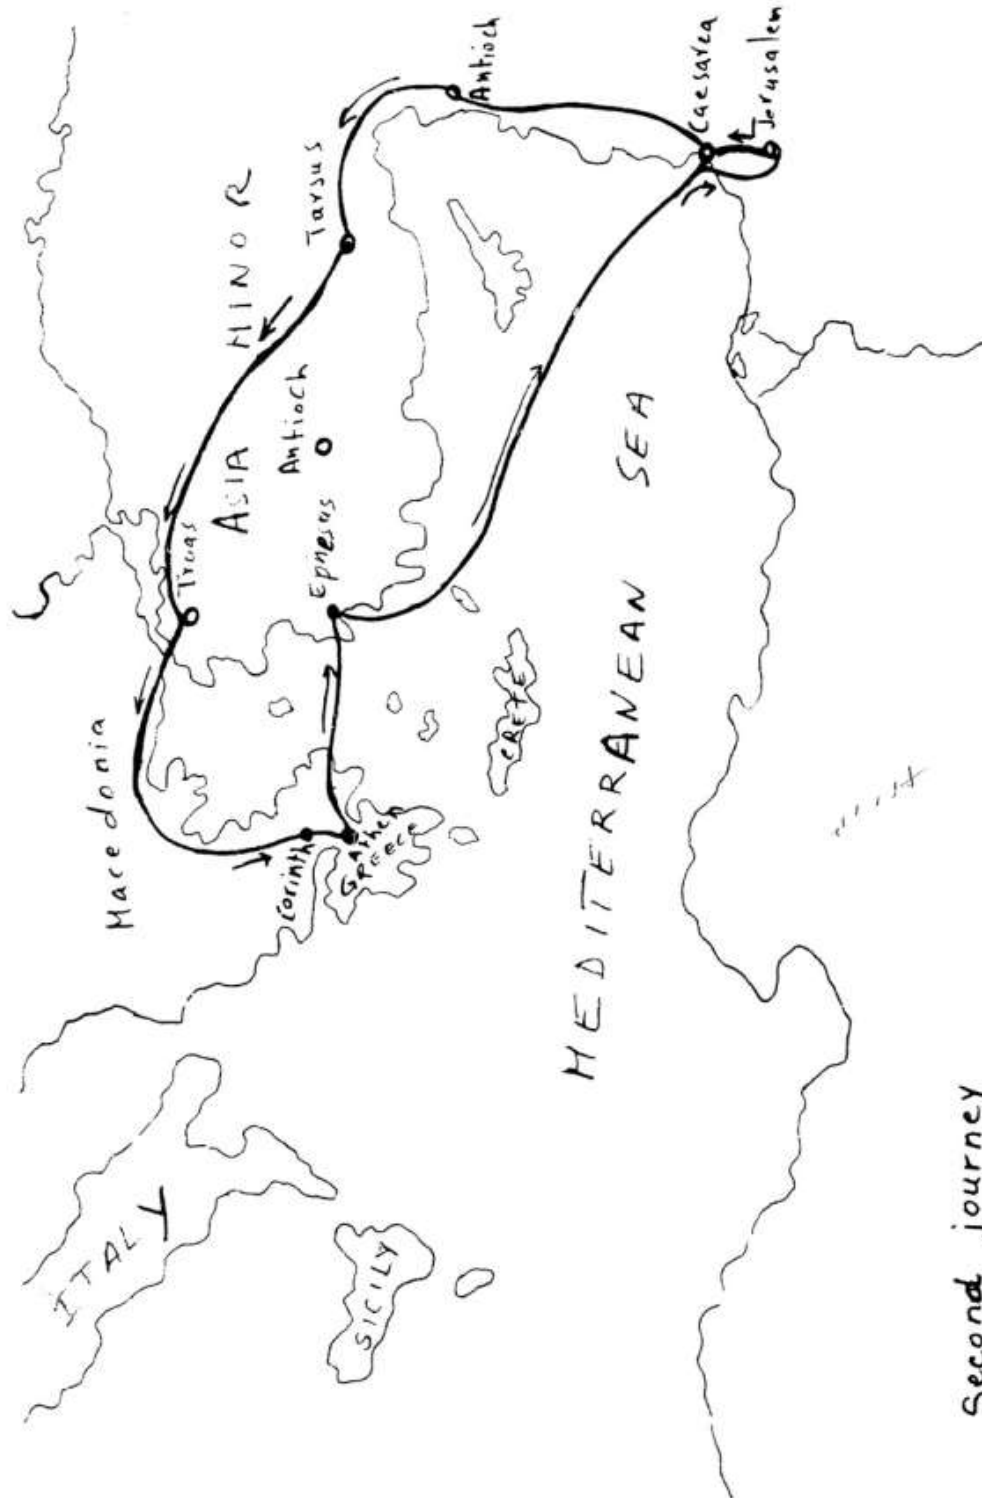 ITALY
Macedonia
Troas
ASIA MINOR
Corinth
Antioch
Tarsus
Ephesus
Athen
GREECE
SICILY
Antioch
CRETE
MEDITERRANEAN SEA
Caesarea
Jerusalem
Second journey